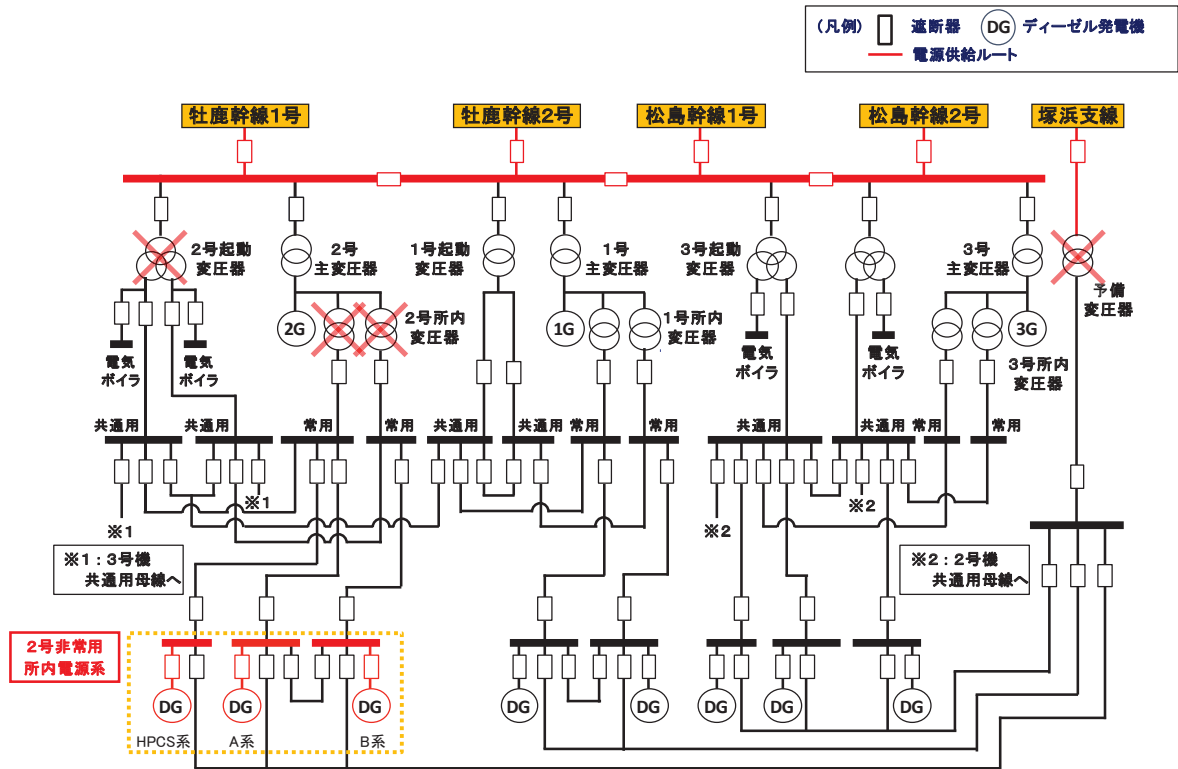 (凡例) 遮断器 DG ディーゼル発電機
電源供給ルート
牡鹿幹線1号
牡鹿幹線2号
松島幹線1号
松島幹線2号
塚浜支線
2号起動
変圧器
2号
主変圧器
1号起動
変圧器
1号
主変圧器
3号起動
変圧器
3号
主変圧器
予備
変圧器
2G
2号所内
変圧器
1G
1号所内
変圧器
3G
3号所内
変圧器
電気
ボイラ
電気
ボイラ
電気
ボイラ
電気
ボイラ
共通用
共通用
常用
常用
共通用
共通用
常用
常用
共通用
共通用
常用
常用
※1
※1
※2
※2
※1:3号機
共通用母線へ
※2:2号機
共通用母線へ
2号非常用
所内電源系
DG
DG
DG
DG
DG
DG
DG
DG
HPCS系
A系
B系